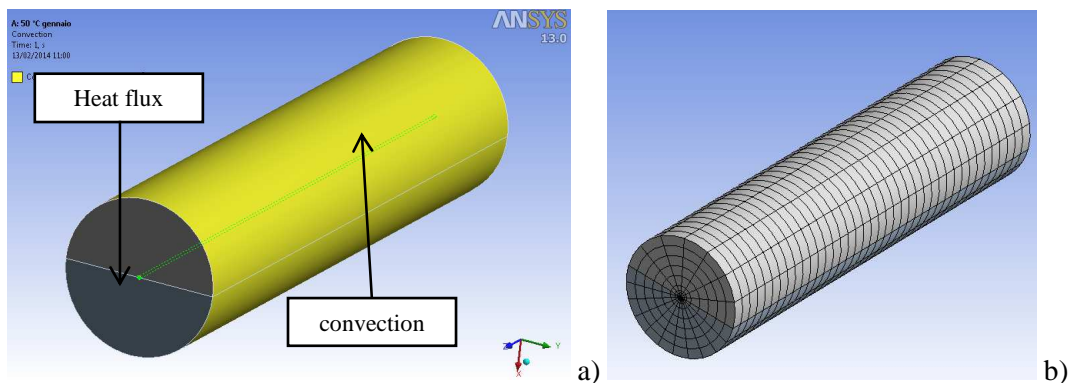 A: 50 °C gennaio
Convection
Time: 1, s
13/02/2014 11:00
ANSYS
13.0
Heat flux
convection
Z
Y
X
a)
b)